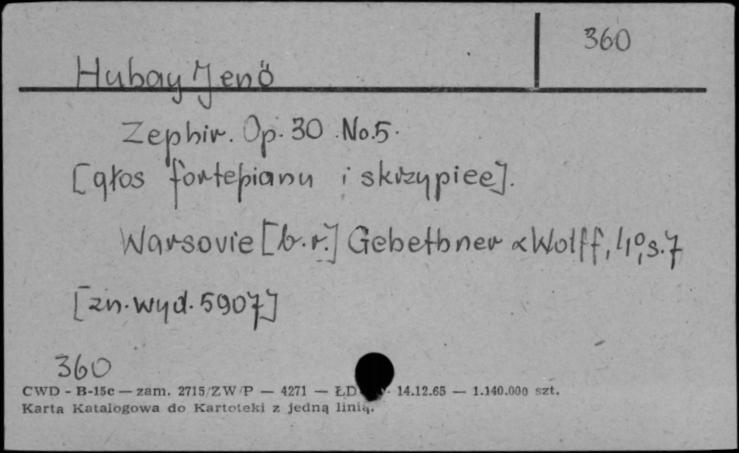 360
Hubay Jenö
Zephir. Op. 30 No.5.
[głos fortepianu i skrzypiec].
Warsovie [b.r.] Gebethner & Wolff, 4°, s. 7
[zn. wyd. 5907]
360
CWD - B-15c — zam. 2715/ZW/P — 4271 — ŁD 14.12.65 — 1.140.000 szt.
Karta Katalogowa do Kartoteki z jedną linią.